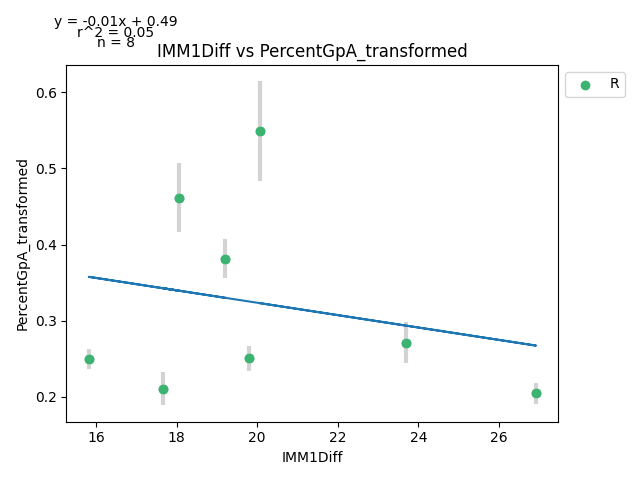 y = -0.01x + 0.49
r^2 = 0.05
n = 8
IMM1Diff vs PercentGpA_transformed
R
PercentGpA_transformed
0.6
0.5
0.4
0.3
0.2
16 18 20 22 24 26
IMM1Diff